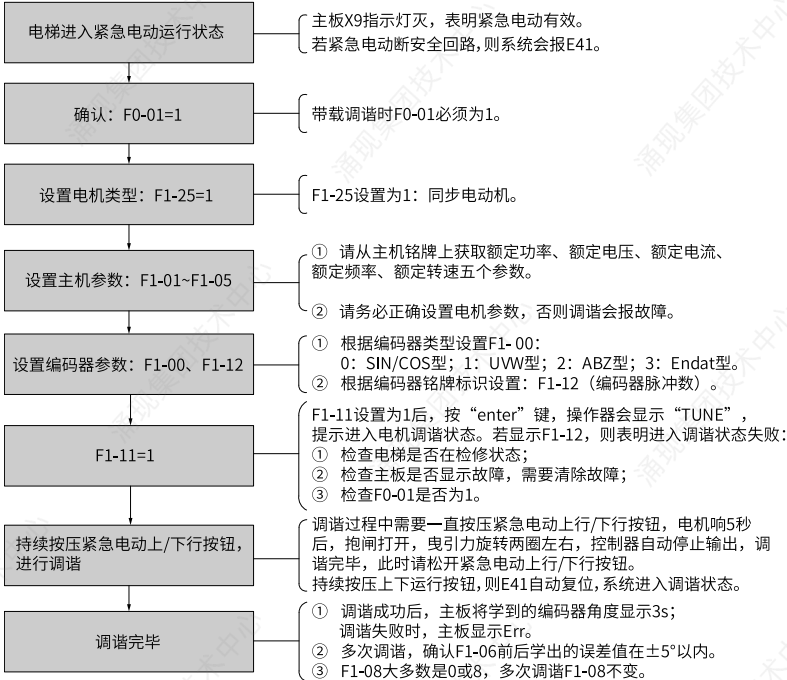 电梯进入紧急电动运行状态
主板X9指示灯灭，表明紧急电动有效。
若紧急电动断安全回路,则系统会报E41。
确认：F0-01=1
带载调谐时F0-01必须为1。
设置电机类型：F1-25=1
F1-25设置为1：同步电动机。
设置主机参数：F1-01~F1-05
① 请从主机铭牌上获取额定功率、额定电压、额定电流、
额定频率、额定转速五个参数。
② 请务必正确设置电机参数，否则调谐会报故障。
设置编码器参数：F1-00、F1-12
① 根据编码器类型设置F1- 00：
0：SIN/COS型；1：UVW型；2：ABZ型；3：Endat型。
② 根据编码器铭牌标识设置：F1-12（编码器脉冲数）。
F1-11=1
F1-11设置为1后，按“enter”键，操作器会显示“TUNE”，
提示进入电机调谐状态。若显示F1-12，则表明进入调谐状态失败：
① 检查电梯是否在检修状态；
② 检查主板是否显示故障，需要清除故障；
③ 检查F0-01是否为1。
持续按压紧急电动上/下行按钮，
进行调谐
调谐过程中需要一直按压紧急电动上行/下行按钮，电机响5秒
后，抱闸打开，曳引力旋转两圈左右，控制器自动停止输出，调
谐完毕，此时请松开紧急电动上行/下行按钮。
持续按压上下运行按钮,则E41自动复位,系统进入调谐状态。
调谐完毕
① 调谐成功后，主板将学到的编码器角度显示3s；
调谐失败时，主板显示Err。
② 多次调谐，确认F1-06前后学出的误差值在±5°以内。
③ F1-08大多数是0或8，多次调谐F1-08不变。
涌现集团技术中心